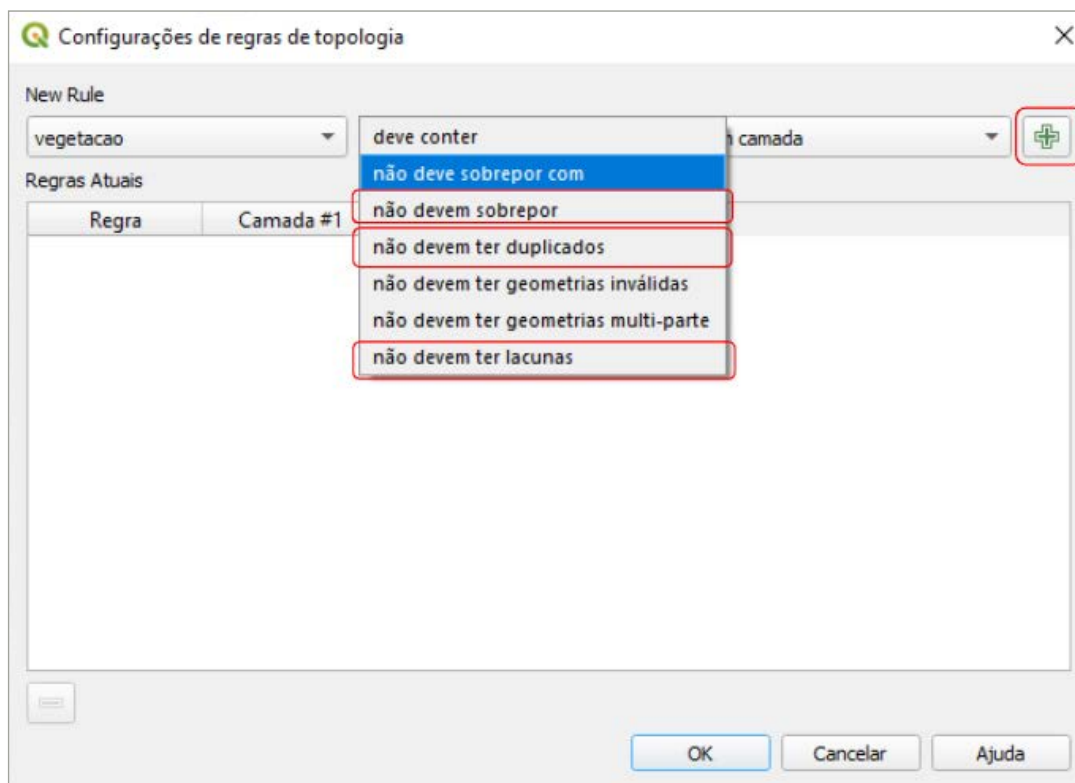 Configurações de regras de topologia
New Rule
vegetacao
deve conter
camada
Regras Atuais
não deve sobrepor com
Regra
Camada #1
não devem sobrepor
não devem ter duplicados
não devem ter geometrias inválidas
não devem ter geometrias multi-parte
não devem ter lacunas
OK
Cancelar
Ajuda